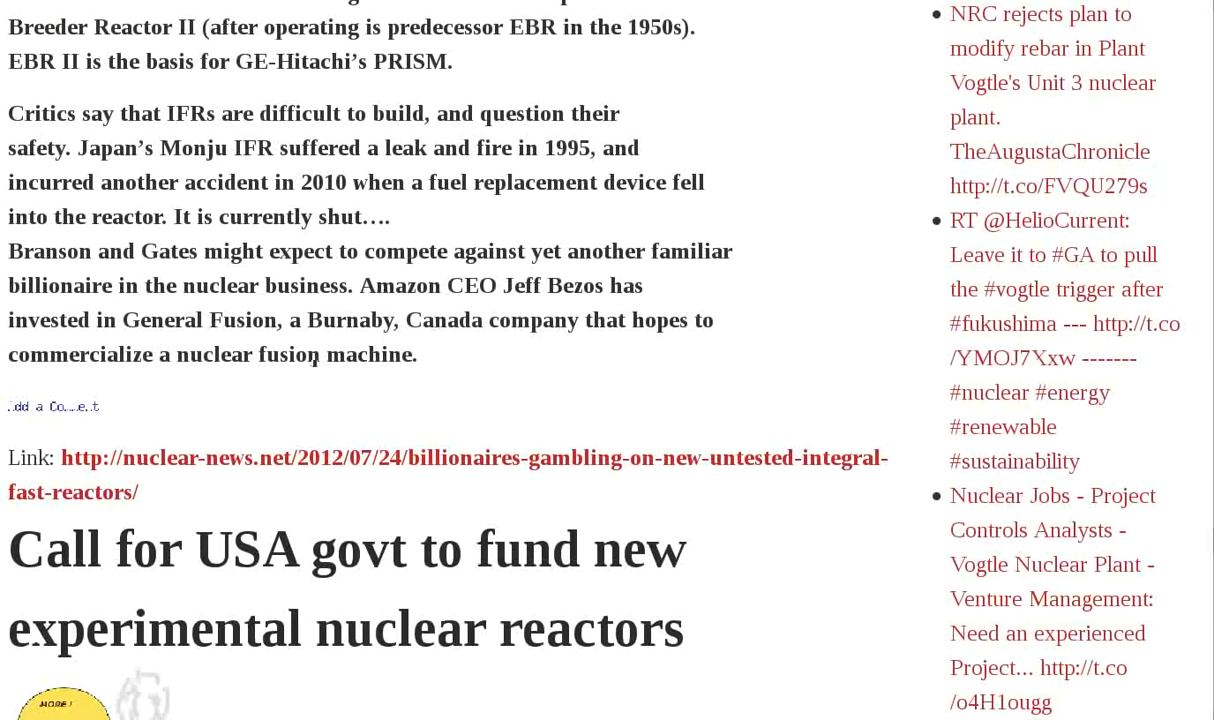 Breeder Reactor II (after operating is predecessor EBR in the 1950s).
EBR II is the basis for GE-Hitachi’s PRISM.
Critics say that IFRs are difficult to build, and question their
safety. Japan’s Monju IFR suffered a leak and fire in 1995, and
incurred another accident in 2010 when a fuel replacement device fell
into the reactor. It is currently shut….
Branson and Gates might expect to compete against yet another familiar
billionaire in the nuclear business. Amazon CEO Jeff Bezos has
invested in General Fusion, a Burnaby, Canada company that hopes to
commercialize a nuclear fusion machine.
Add a Comment
Link: http://nuclear-news.net/2012/07/24/billionaires-gambling-on-new-untested-integral-
fast-reactors/
Call for USA govt to fund new
experimental nuclear reactors
MORE!
NRC rejects plan to
modify rebar in Plant
Vogtle's Unit 3 nuclear
plant.
TheAugustaChronicle
http://t.co/FVQU279s
RT @HelioCurrent:
Leave it to #GA to pull
the #vogtle trigger after
#fukushima --- http://t.co
/YMOJ7Xxw -------
#nuclear #energy
#renewable
#sustainability
Nuclear Jobs - Project
Controls Analysts -
Vogtle Nuclear Plant -
Venture Management:
Need an experienced
Project... http://t.co
/o4H1ougg